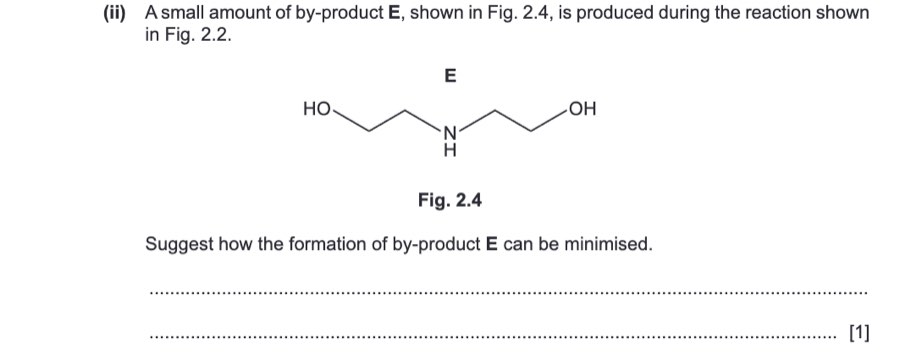 (ii) A small amount of by-product E, shown in Fig. 2.4, is produced during the reaction shown
in Fig. 2.2.
E
HO
OH
N
H
Fig. 2.4
Suggest how the formation of by-product E can be minimised.
................................................................................
................................................................................ [1]